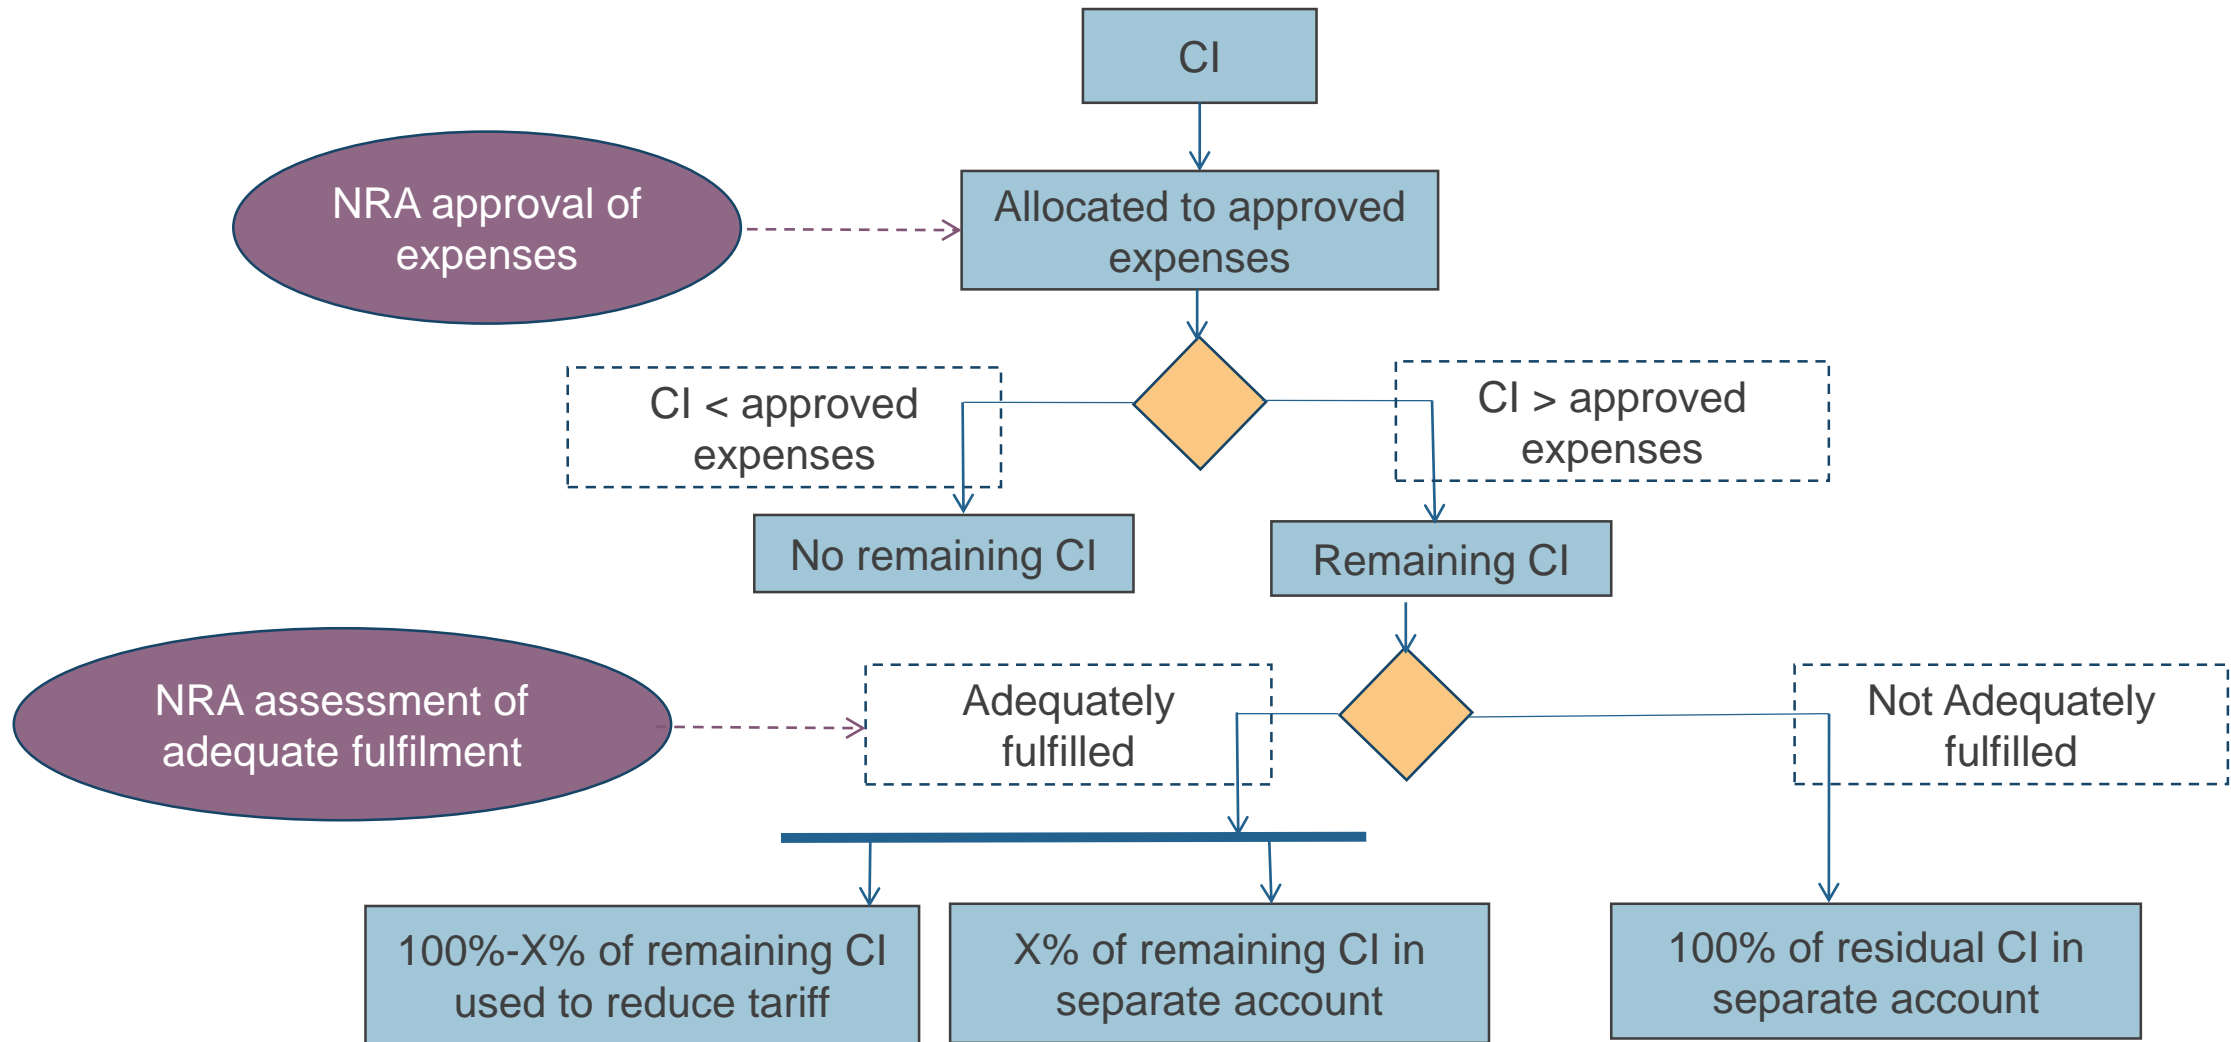 CI
NRA approval of
expenses
Allocated to approved
expenses
CI < approved
expenses
CI > approved
expenses
No remaining CI
Remaining CI
NRA assessment of
adequate fulfilment
Adequately
fulfilled
Not Adequately
fulfilled
100%-X% of remaining CI
used to reduce tariff
X% of remaining CI in
separate account
100% of residual CI in
separate account